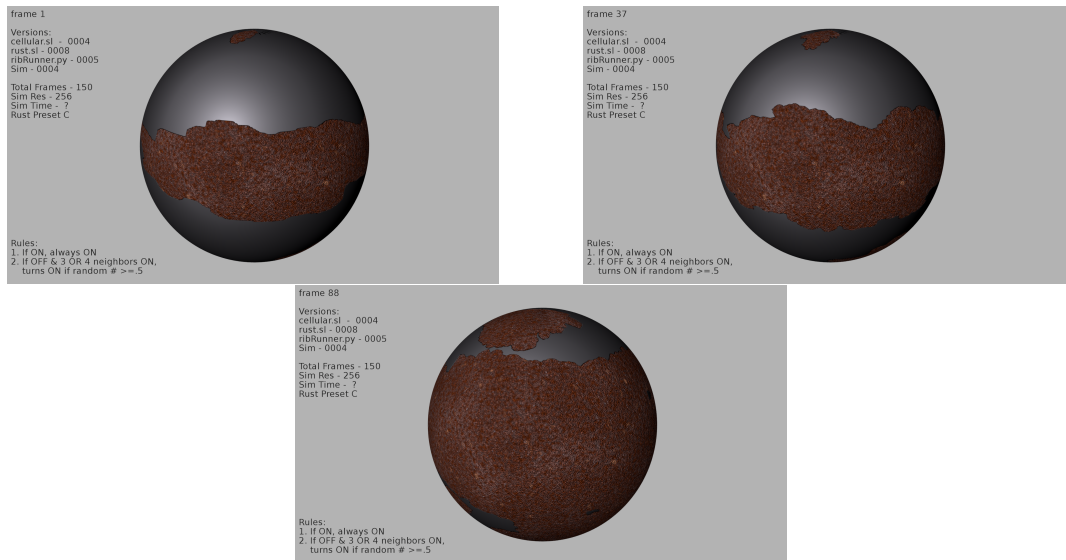 frame 1
Versions:
cellular.sl - 0004
rust.sl - 0008
ribRunner.py - 0005
Sim - 0004
Total Frames - 150
Sim Res - 256
Sim Time - ?
Rust Preset C
Rules:
1. If ON, always ON
2. If OFF & 3 OR 4 neighbors ON,
turns ON if random # >=.5
frame 37
Versions:
cellular.sl - 0004
rust.sl - 0008
ribRunner.py - 0005
Sim - 0004
Total Frames - 150
Sim Res - 256
Sim Time - ?
Rust Preset C
Rules:
1. If ON, always ON
2. If OFF & 3 OR 4 neighbors ON,
turns ON if random # >=.5
frame 88
Versions:
cellular.sl - 0004
rust.sl - 0008
ribRunner.py - 0005
Sim - 0004
Total Frames - 150
Sim Res - 256
Sim Time - ?
Rust Preset C
Rules:
1. If ON, always ON
2. If OFF & 3 OR 4 neighbors ON,
turns ON if random # >=.5